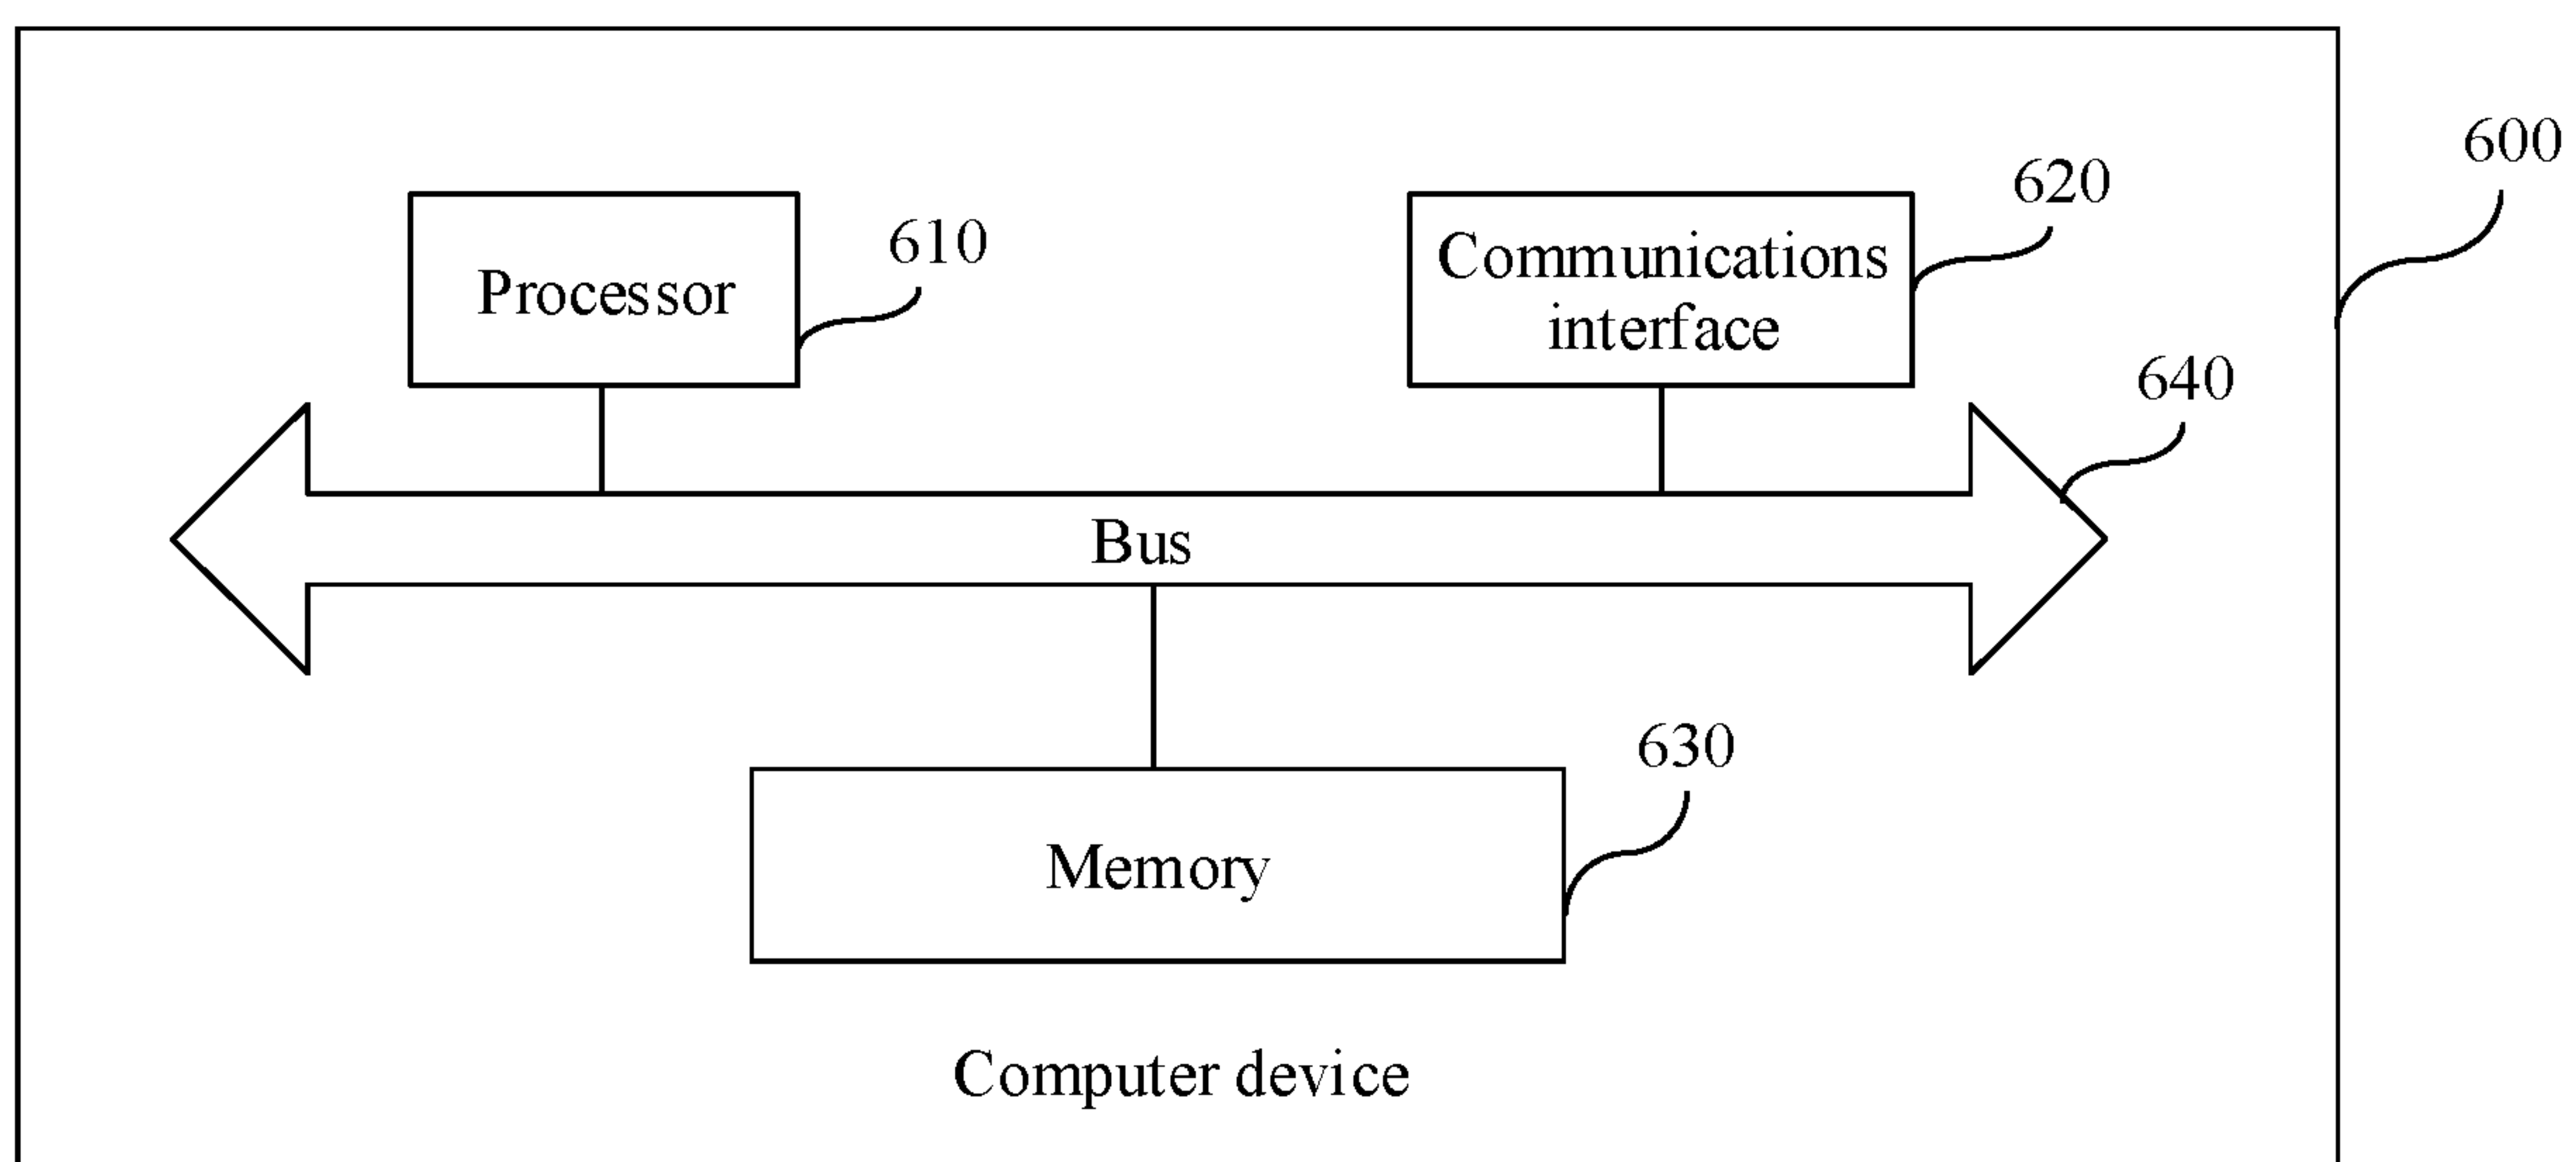 600
620
610
Communications
interface
Processor
640
Bus
630
Memory
Computer device